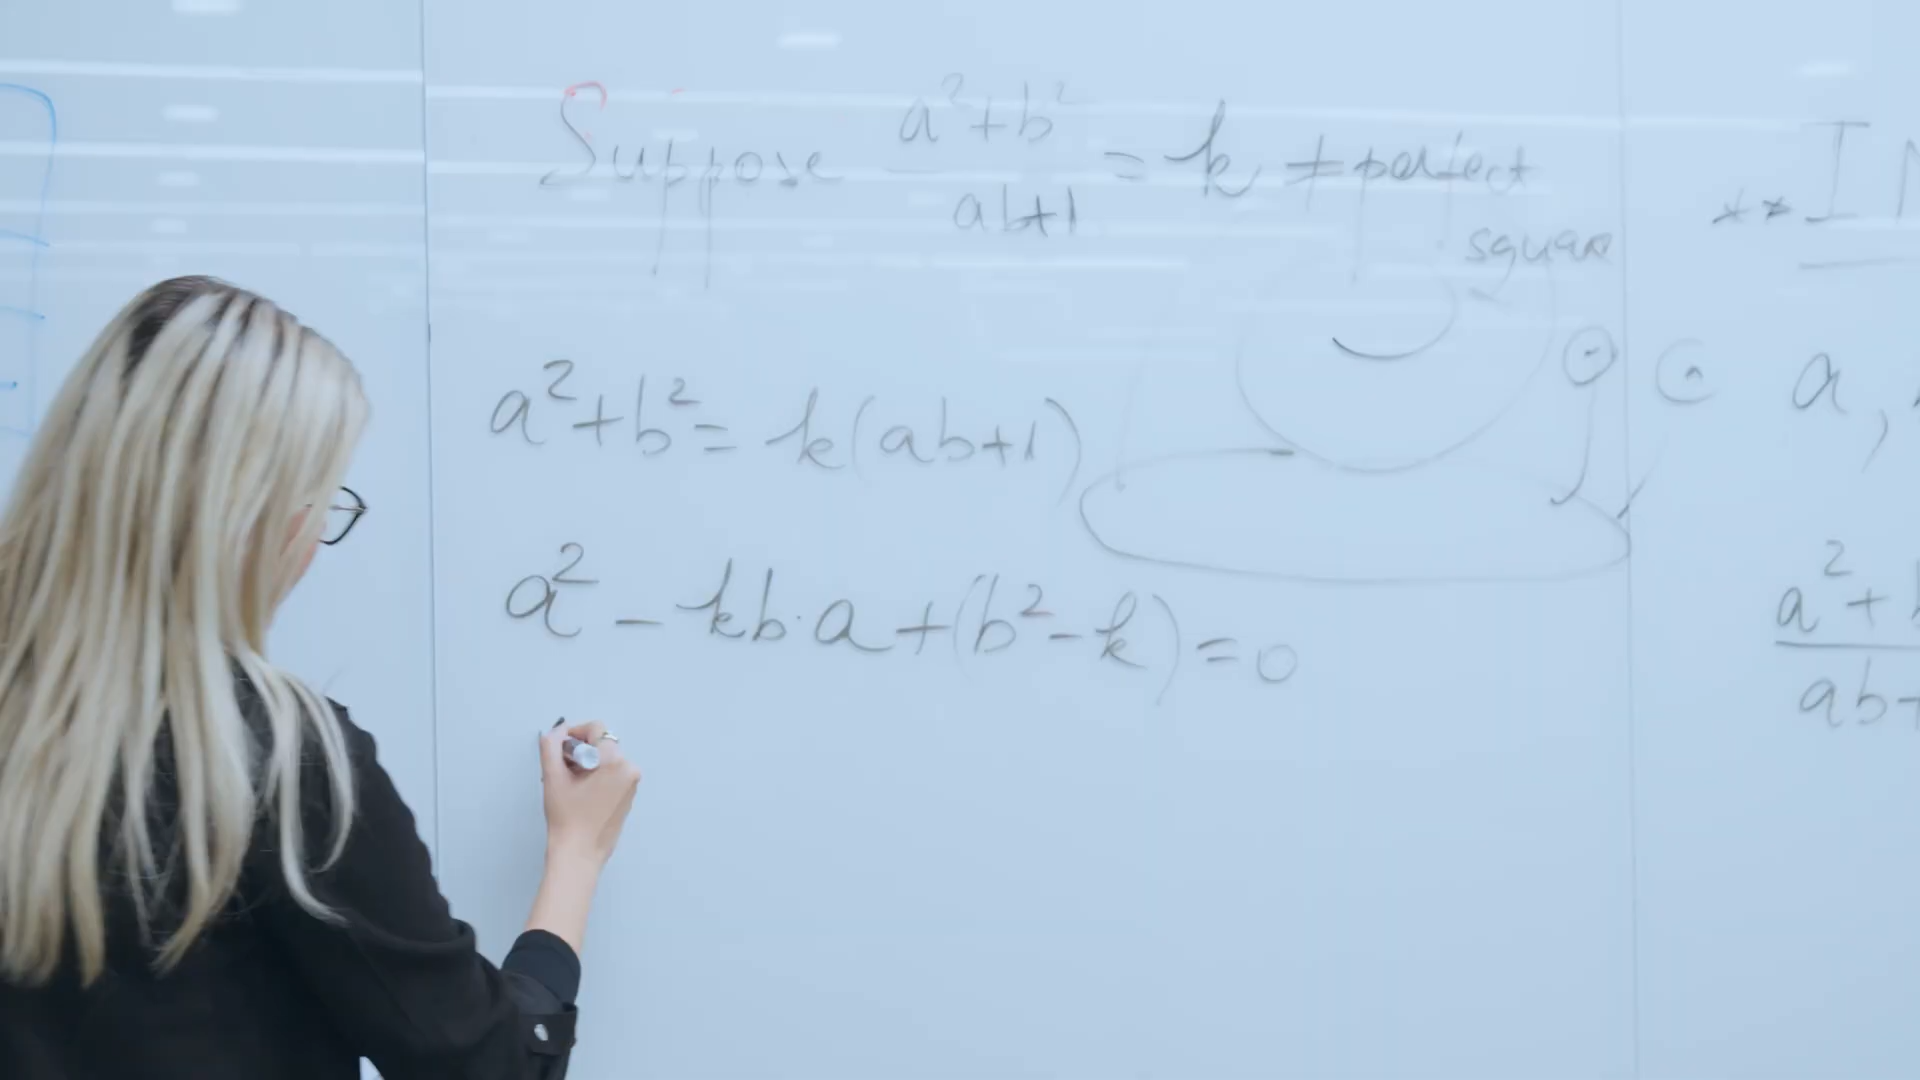 Suppose a²+b² / ab+1 = k ≠ perfect
square
a²+b² = k(ab+1)
a² - kb·a + (b²-k) = 0
** I
a,
a²+
ab